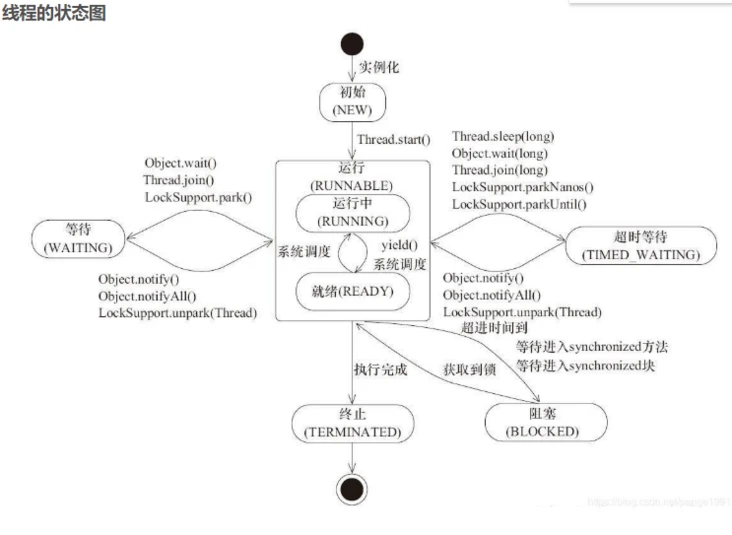 线程的状态图
实例化
初始
(NEW)
Thread.start()
Object.wait()
Thread.join()
LockSupport.park()
运行
(RUNNABLE)
运行中
(RUNNING)
系统调度
yield()
系统调度
就绪(READY)
Thread.sleep(long)
Object.wait(long)
Thread.join(long)
LockSupport.parkNanos()
LockSupport.parkUntil()
等待
(WAITING)
超时等待
(TIMED_WAITING)
Object.notify()
Object.notifyAll()
LockSupport.unpark(Thread)
Object.notify()
Object.notifyAll()
LockSupport.unpark(Thread)
超进时间到
等待进入synchronized方法
等待进入synchronized块
执行完成
获取到锁
终止
(TERMINATED)
阻塞
(BLOCKED)